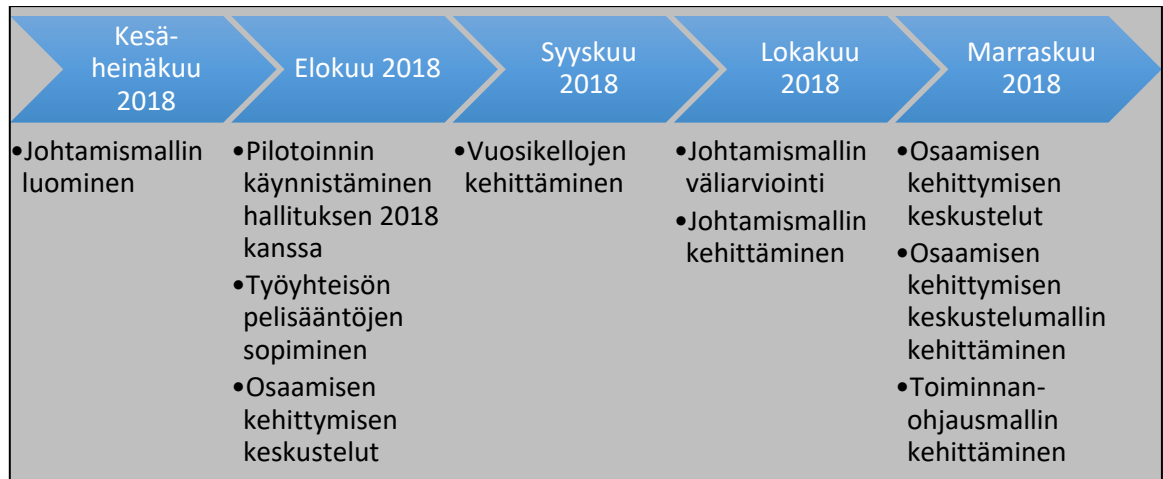 Kesä-
heinäkuu
2018
Elokuu 2018
Syyskuu
2018
Lokakuu
2018
Marraskuu
2018
•Johtamismallin
luominen
•Pilotoinnin
käynnistäminen
hallituksen 2018
kanssa
•Työyhteisön
pelisääntöjen
sopiminen
•Osaamisen
kehittymisen
keskustelut
•Vuosikellojen
kehittäminen
•Johtamismallin
väliarviointi
•Johtamismallin
kehittäminen
•Osaamisen
kehittymisen
keskustelut
•Osaamisen
kehittymisen
keskustelumallin
kehittäminen
•Toiminnan-
ohjausmallin
kehittäminen